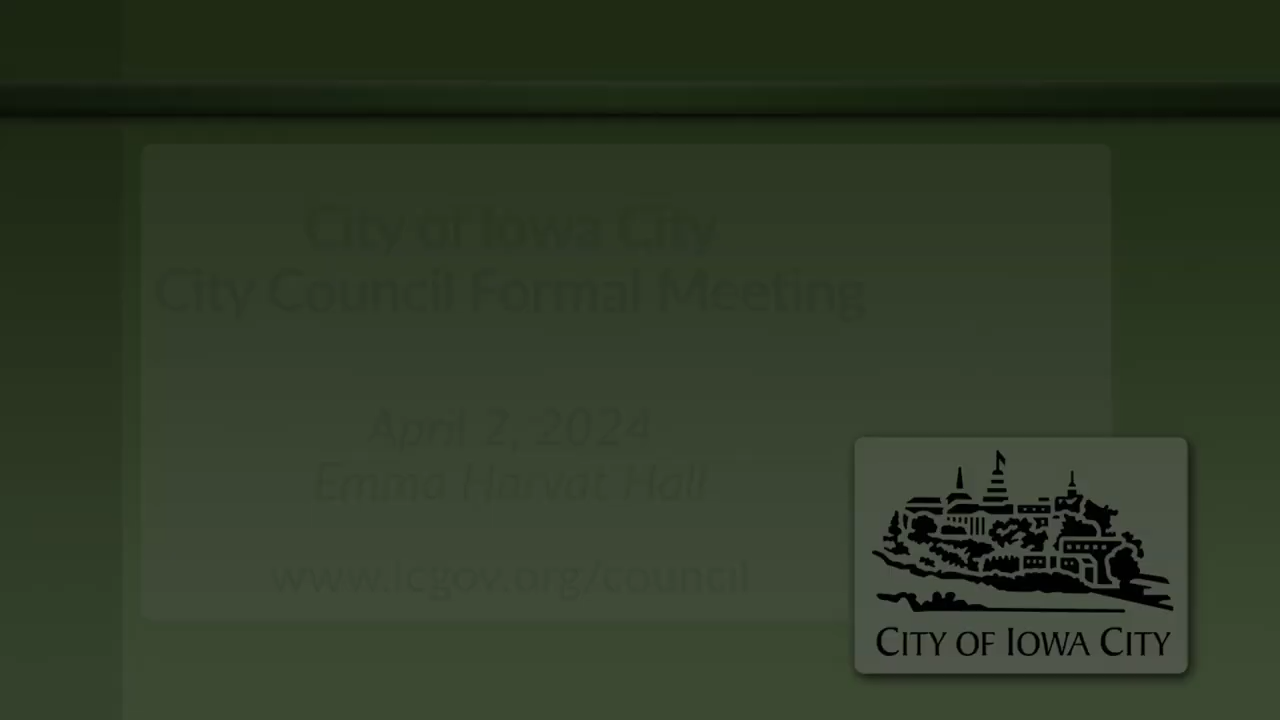 City of Iowa City
City Council Formal Meeting
April 2, 2024
Emma Harvat Hall
www.icgov.org/council
CITY OF IOWA CITY